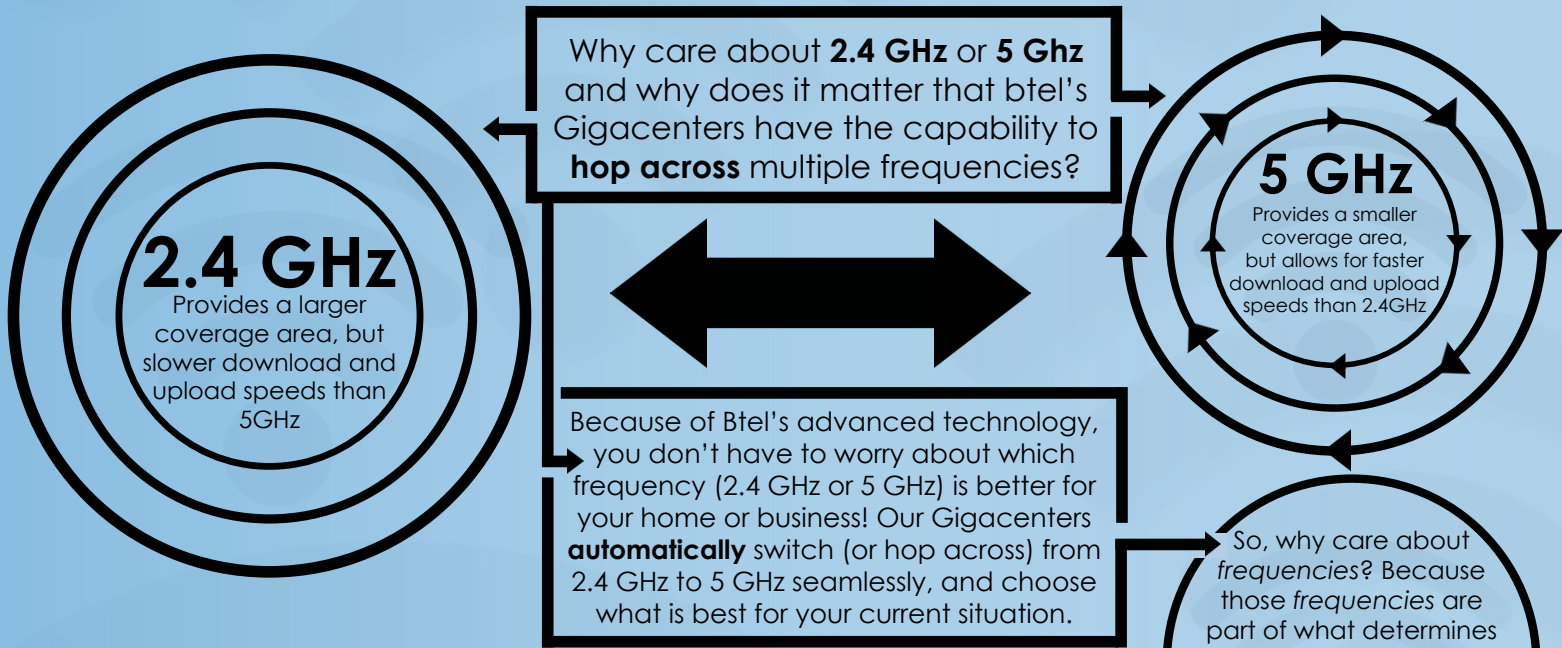 Why care about 2.4 GHz or 5 Ghz
and why does it matter that btel's
Gigacenters have the capability to
hop across multiple frequencies?
2.4 GHz
Provides a larger
coverage area, but
slower download and
upload speeds than
5GHz
5 GHz
Provides a smaller
coverage area,
but allows for faster
download and upload
speeds than 2.4GHz
Because of Btel's advanced technology,
you don't have to worry about which
frequency (2.4 GHz or 5 GHz) is better for
your home or business! Our Gigacenters
automatically switch (or hop across) from
2.4 GHz to 5 GHz seamlessly, and choose
what is best for your current situation.
So, why care about
frequencies? Because
those frequencies are
part of what determines